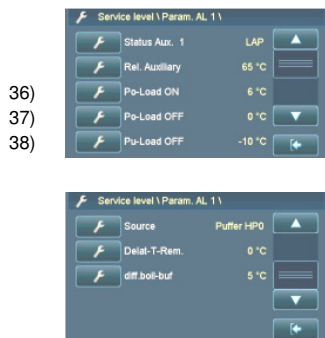 Service level \ Param. AL 1 \
Status Aux. 1 LAP
Rel. Auxiliary 65 °C
36) Po-Load ON 6 °C
37) Po-Load OFF 0 °C
38) Pu-Load OFF -10 °C
Service level \ Param. AL 1 \
Source Puffer HP0
Delat-T-Rem. 0 °C
diff.boil-buf 5 °C